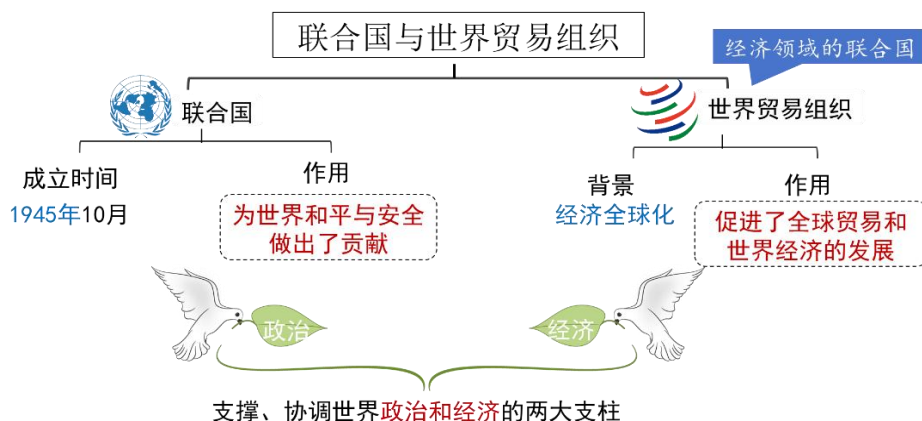 联合国与世界贸易组织
经济领域的联合国
联合国
世界贸易组织
成立时间
1945年10月
作用
为世界和平与安全
做出了贡献
背景
经济全球化
作用
促进了全球贸易和
世界经济的发展
政治
经济
支撑、协调世界政治和经济的两大支柱